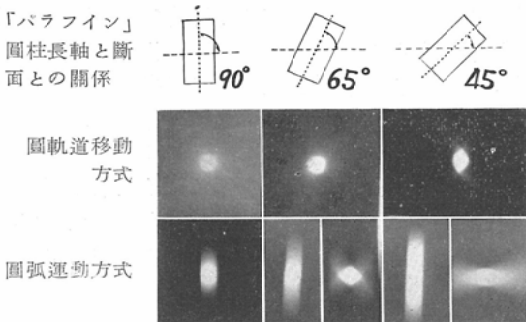 「パラフイン」
圓柱長軸と斷
面との關係
90°
65°
45°
圓軌道移動
方式
圓弧運動方式